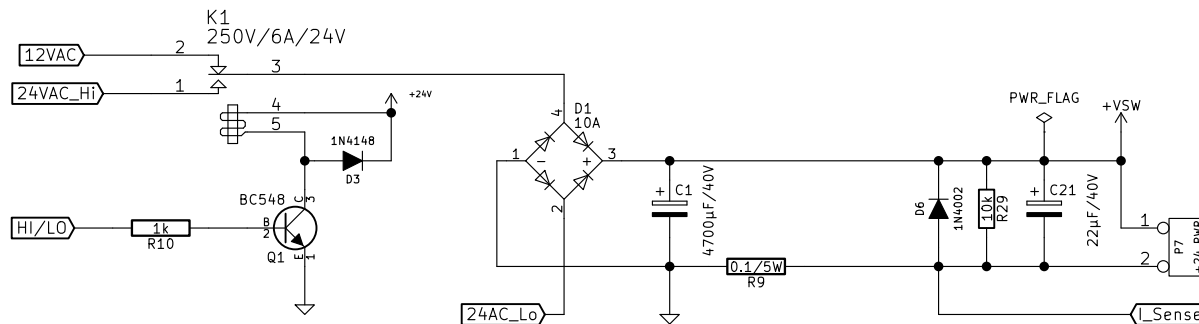 K1
250V/6A/24V
12VAC
2
3
24VAC_Hi
1
4
+24V
5
1N4148
D3
BC548
C
3
HI/LO
1k
R10
B
2
Q1
E
1
D1
10A
4
1
-
+
3
2
24AC_Lo
+
C1
4700µF/40V
0.1/5W
R9
D6
1N4002
10k
R29
PWR_FLAG
+VSW
+
C21
22µF/40V
1
2
P7
+24 PWR
I_Sense